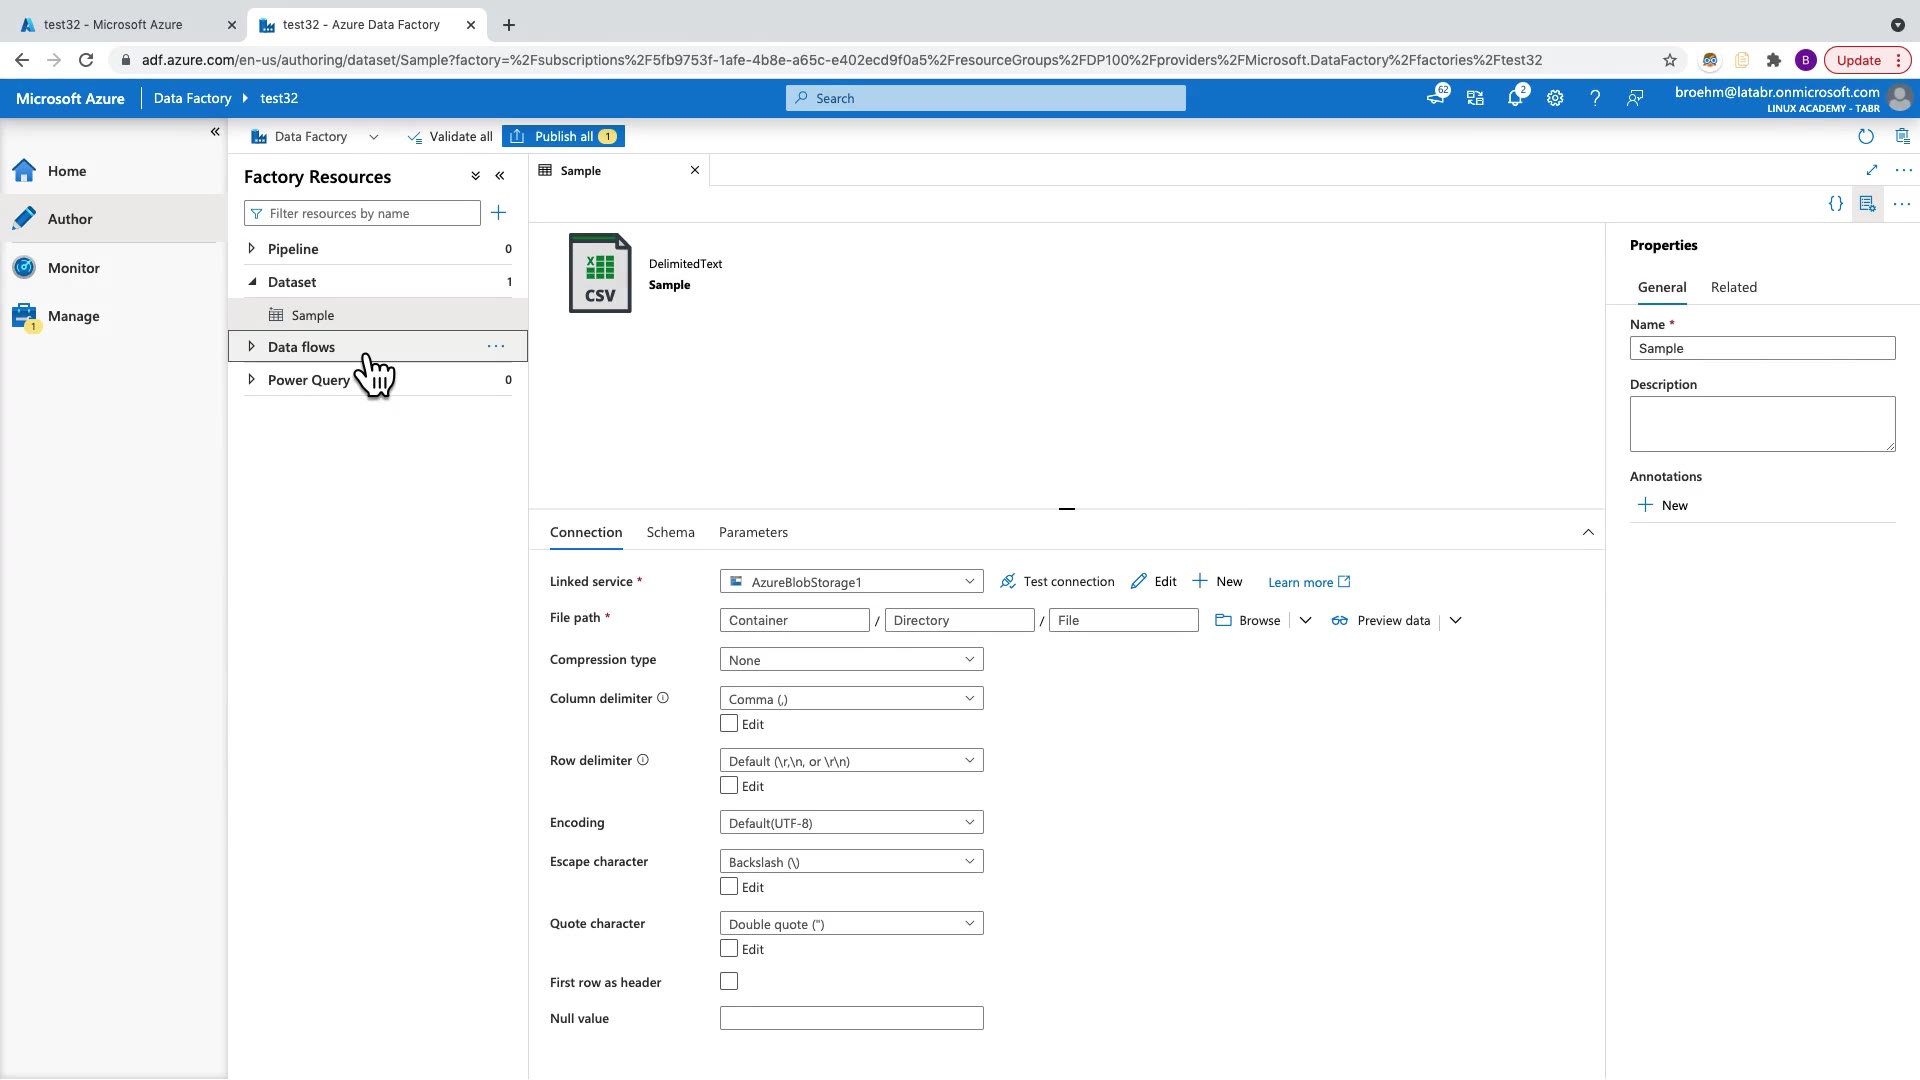 test32 - Microsoft Azure
test32 - Azure Data Factory
adf.azure.com/en-us/authoring/dataset/Sample?factory=%2Fsubscriptions%2F5fb9753f-1afe-4b8e-a65c-e402ecd9f0a5%2FresourceGroups%2FDP100%2Fproviders%2FMicrosoft.DataFactory%2Ffactories%2Ftest32
B
Update
Microsoft Azure
Data Factory
test32
Search
62
2
broehm@latabr.onmicrosoft.com
LINUX ACADEMY - TABR
Home
Author
Monitor
Manage
1
Data Factory
Validate all
Publish all 1
Factory Resources
Filter resources by name
Pipeline 0
Dataset 1
Sample
Data flows
Power Query 0
Sample
CSV
DelimitedText
Sample
Connection
Schema
Parameters
Linked service *
AzureBlobStorage1
Test connection
Edit
New
Learn more
File path *
Container / Directory / File
Browse
Preview data
Compression type
None
Column delimiter
Comma (,)
Edit
Row delimiter
Default (\r,\n, or \r\n)
Edit
Encoding
Default(UTF-8)
Escape character
Backslash (\)
Edit
Quote character
Double quote (")
Edit
First row as header
Null value
Properties
General
Related
Name *
Sample
Description
Annotations
New